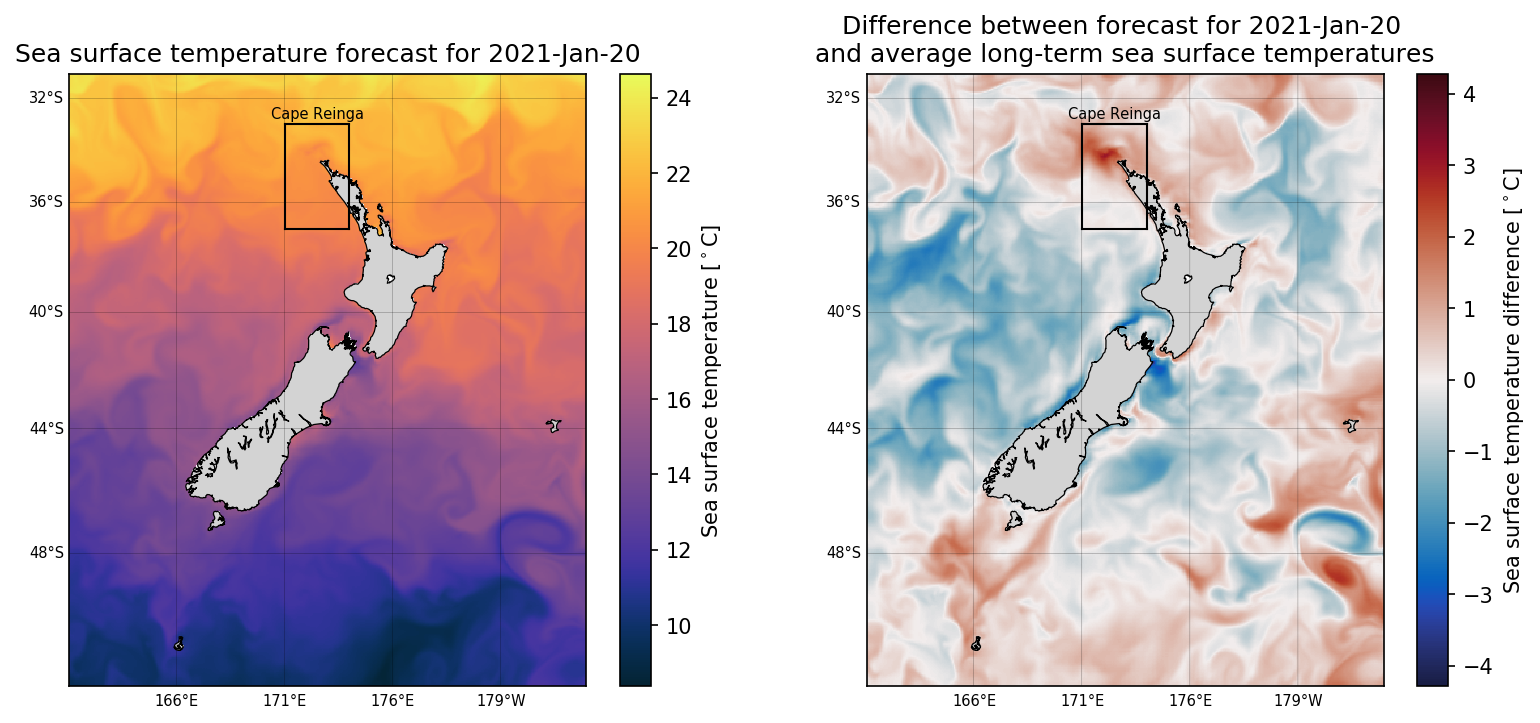 Sea surface temperature forecast for 2021-Jan-20
32°S
36°S
40°S
44°S
48°S
166°E
171°E
176°E
179°W
Cape Reinga
24
22
20
18
16
14
12
10
Sea surface temperature [ °C]
Difference between forecast for 2021-Jan-20
and average long-term sea surface temperatures
32°S
36°S
40°S
44°S
48°S
166°E
171°E
176°E
179°W
Cape Reinga
4
3
2
1
0
−1
−2
−3
−4
Sea surface temperature difference [ °C]